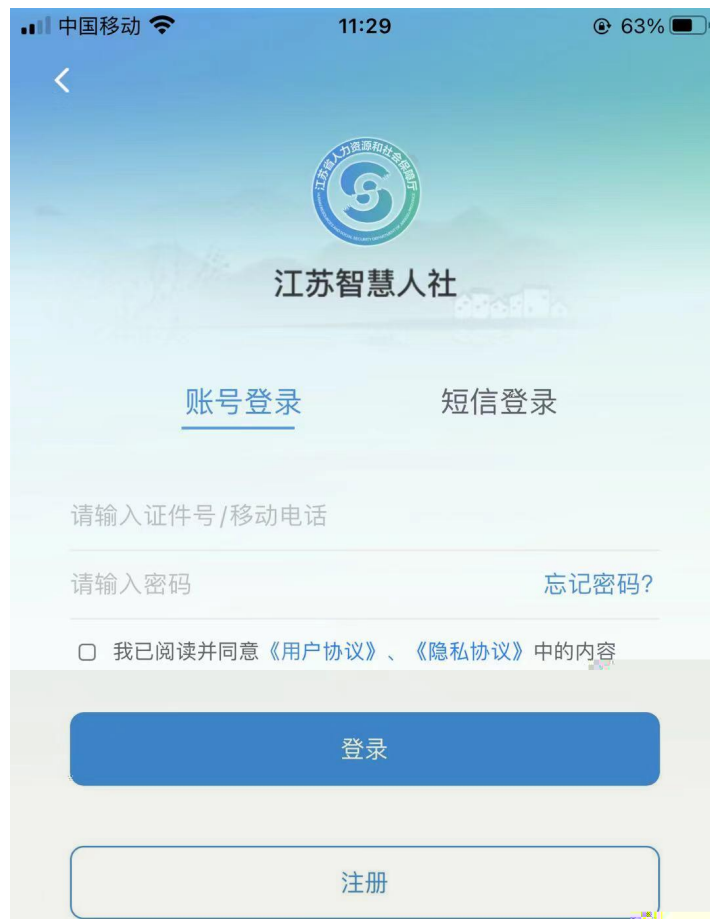 中国移动 11:29 63%
江苏省人力资源和社会保障厅
江苏智慧人社
账号登录 短信登录
请输入证件号/移动电话
请输入密码 忘记密码?
我已阅读并同意《用户协议》、《隐私协议》中的内容
登录
注册